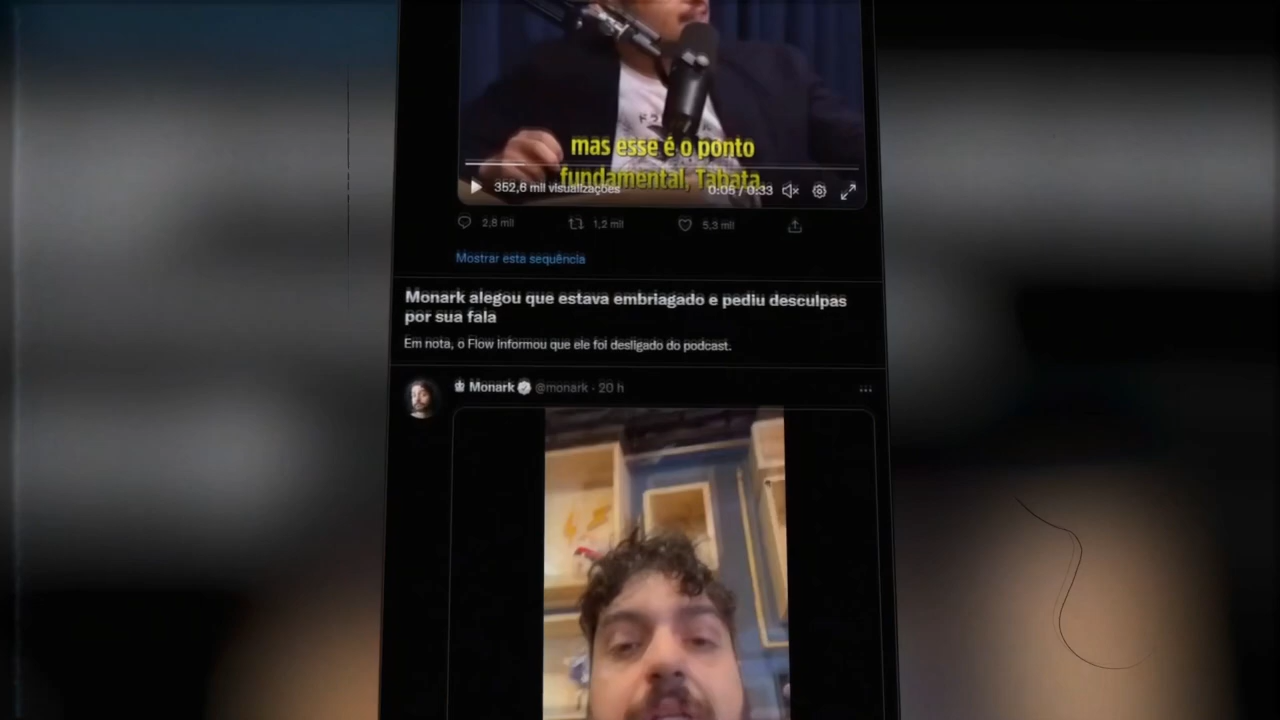 mas esse é o ponto
fundamental, Tabata
352,6 mil visualizações
0:05 / 0:33
2,8 mil
1,2 mil
5,3 mil
Mostrar esta sequência
Monark alegou que estava embriagado e pediu desculpas
por sua fala
Em nota, o Flow informou que ele foi desligado do podcast.
Monark @monark · 20 h